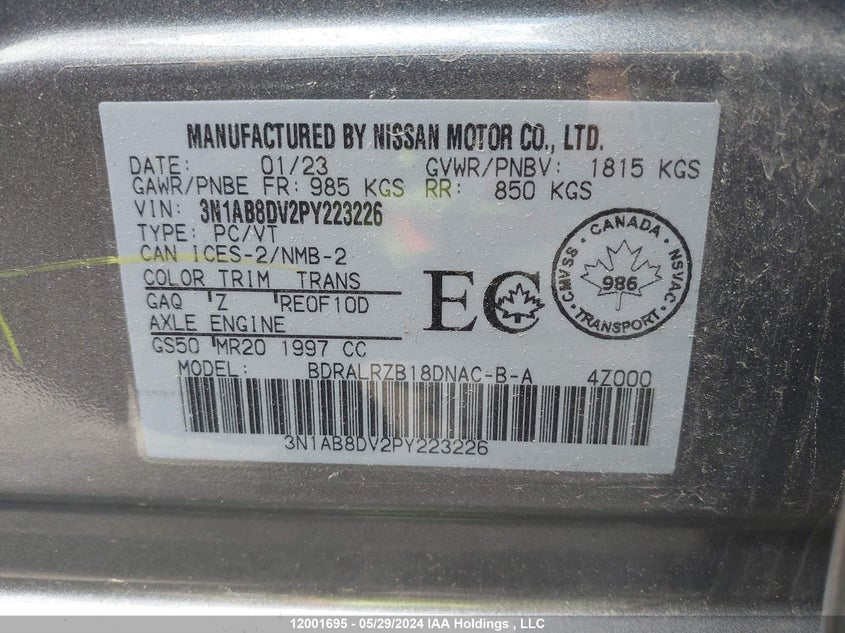 MANUFACTURED BY NISSAN MOTOR CO., LTD.
DATE: 01/23 GVWR/PNBV: 1815 KGS
GAWR/PNBE FR: 985 KGS RR: 850 KGS
VIN: 3N1AB8DV2PY223226
TYPE: PC/VT
CAN ICES-2/NMB-2
COLOR TRIM TRANS
GAQ Z RE0F10D
AXLE ENGINE
GS50 MR20 1997 CC
EC
CANADA
CMVSS 986 NSVAC
TRANSPORT
MODEL: BDRALRZB18DNAC-B-A 4Z000
3N1AB8DV2PY223226
12001695 - 05/29/2024 IAA Holdings , LLC